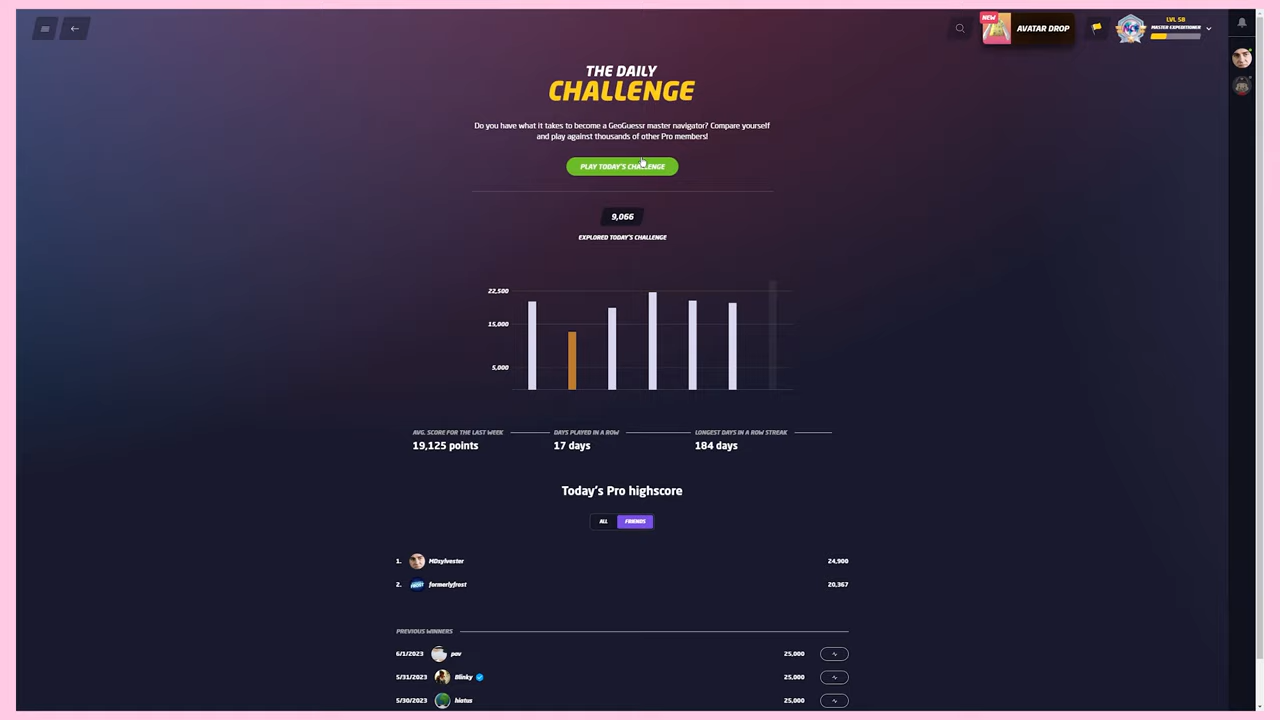 NEW
AVATAR DROP
LVL 58
MASTER EXPEDITIONER
THE DAILY
CHALLENGE
Do you have what it takes to become a GeoGuessr master navigator? Compare yourself
and play against thousands of other Pro members!
PLAY TODAY'S CHALLENGE
9,066
EXPLORED TODAY'S CHALLENGE
22,500
15,000
5,000
AVG. SCORE FOR THE LAST WEEK
19,125 points
DAYS PLAYED IN A ROW
17 days
LONGEST DAYS IN A ROW STREAK
184 days
Today's Pro highscore
ALL
FRIENDS
1. MDsylvester 24,900
2. formerlyfrost 20,367
PREVIOUS WINNERS
6/1/2023 pav 25,000
5/31/2023 Blinky 25,000
5/30/2023 hiatus 25,000